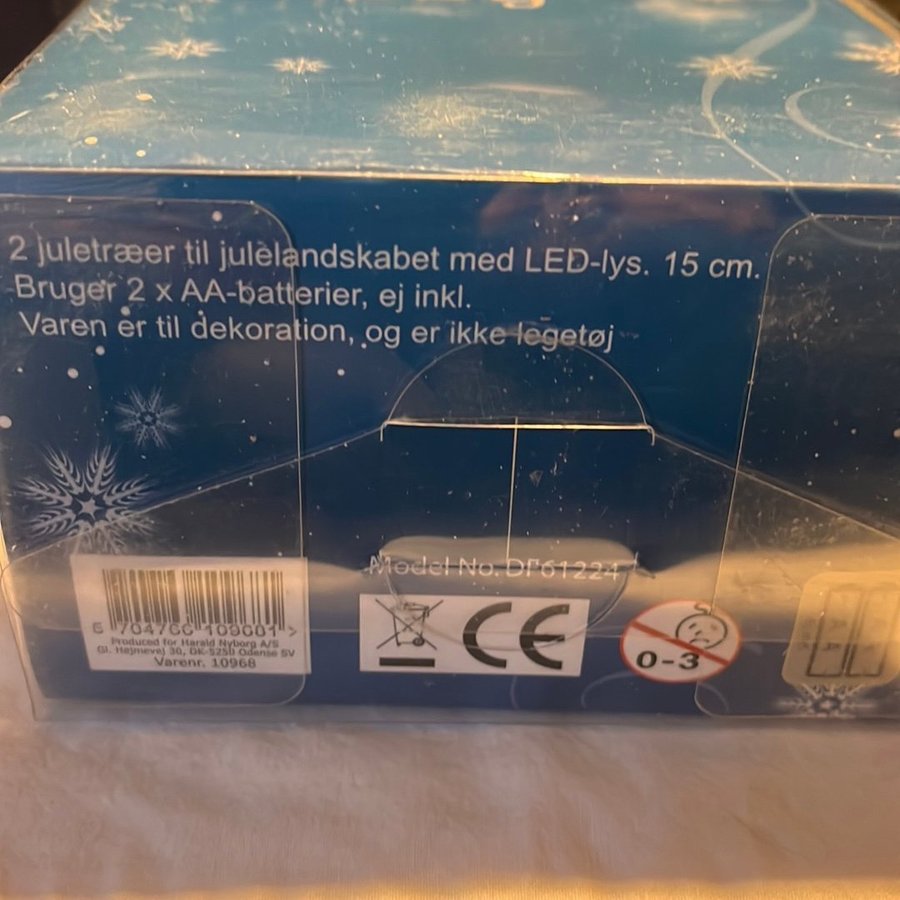 2 juletræer til julelandskabet med LED-lys. 15 cm.
Bruger 2 x AA-batterier, ej inkl.
Varen er til dekoration, og er ikke legetøj
Model No. DF61224
Produced for Harald Nyborg A/S
Gl. Højmevej 30, DK-5250 Odense SV
Varenr. 10968
CE
0-3